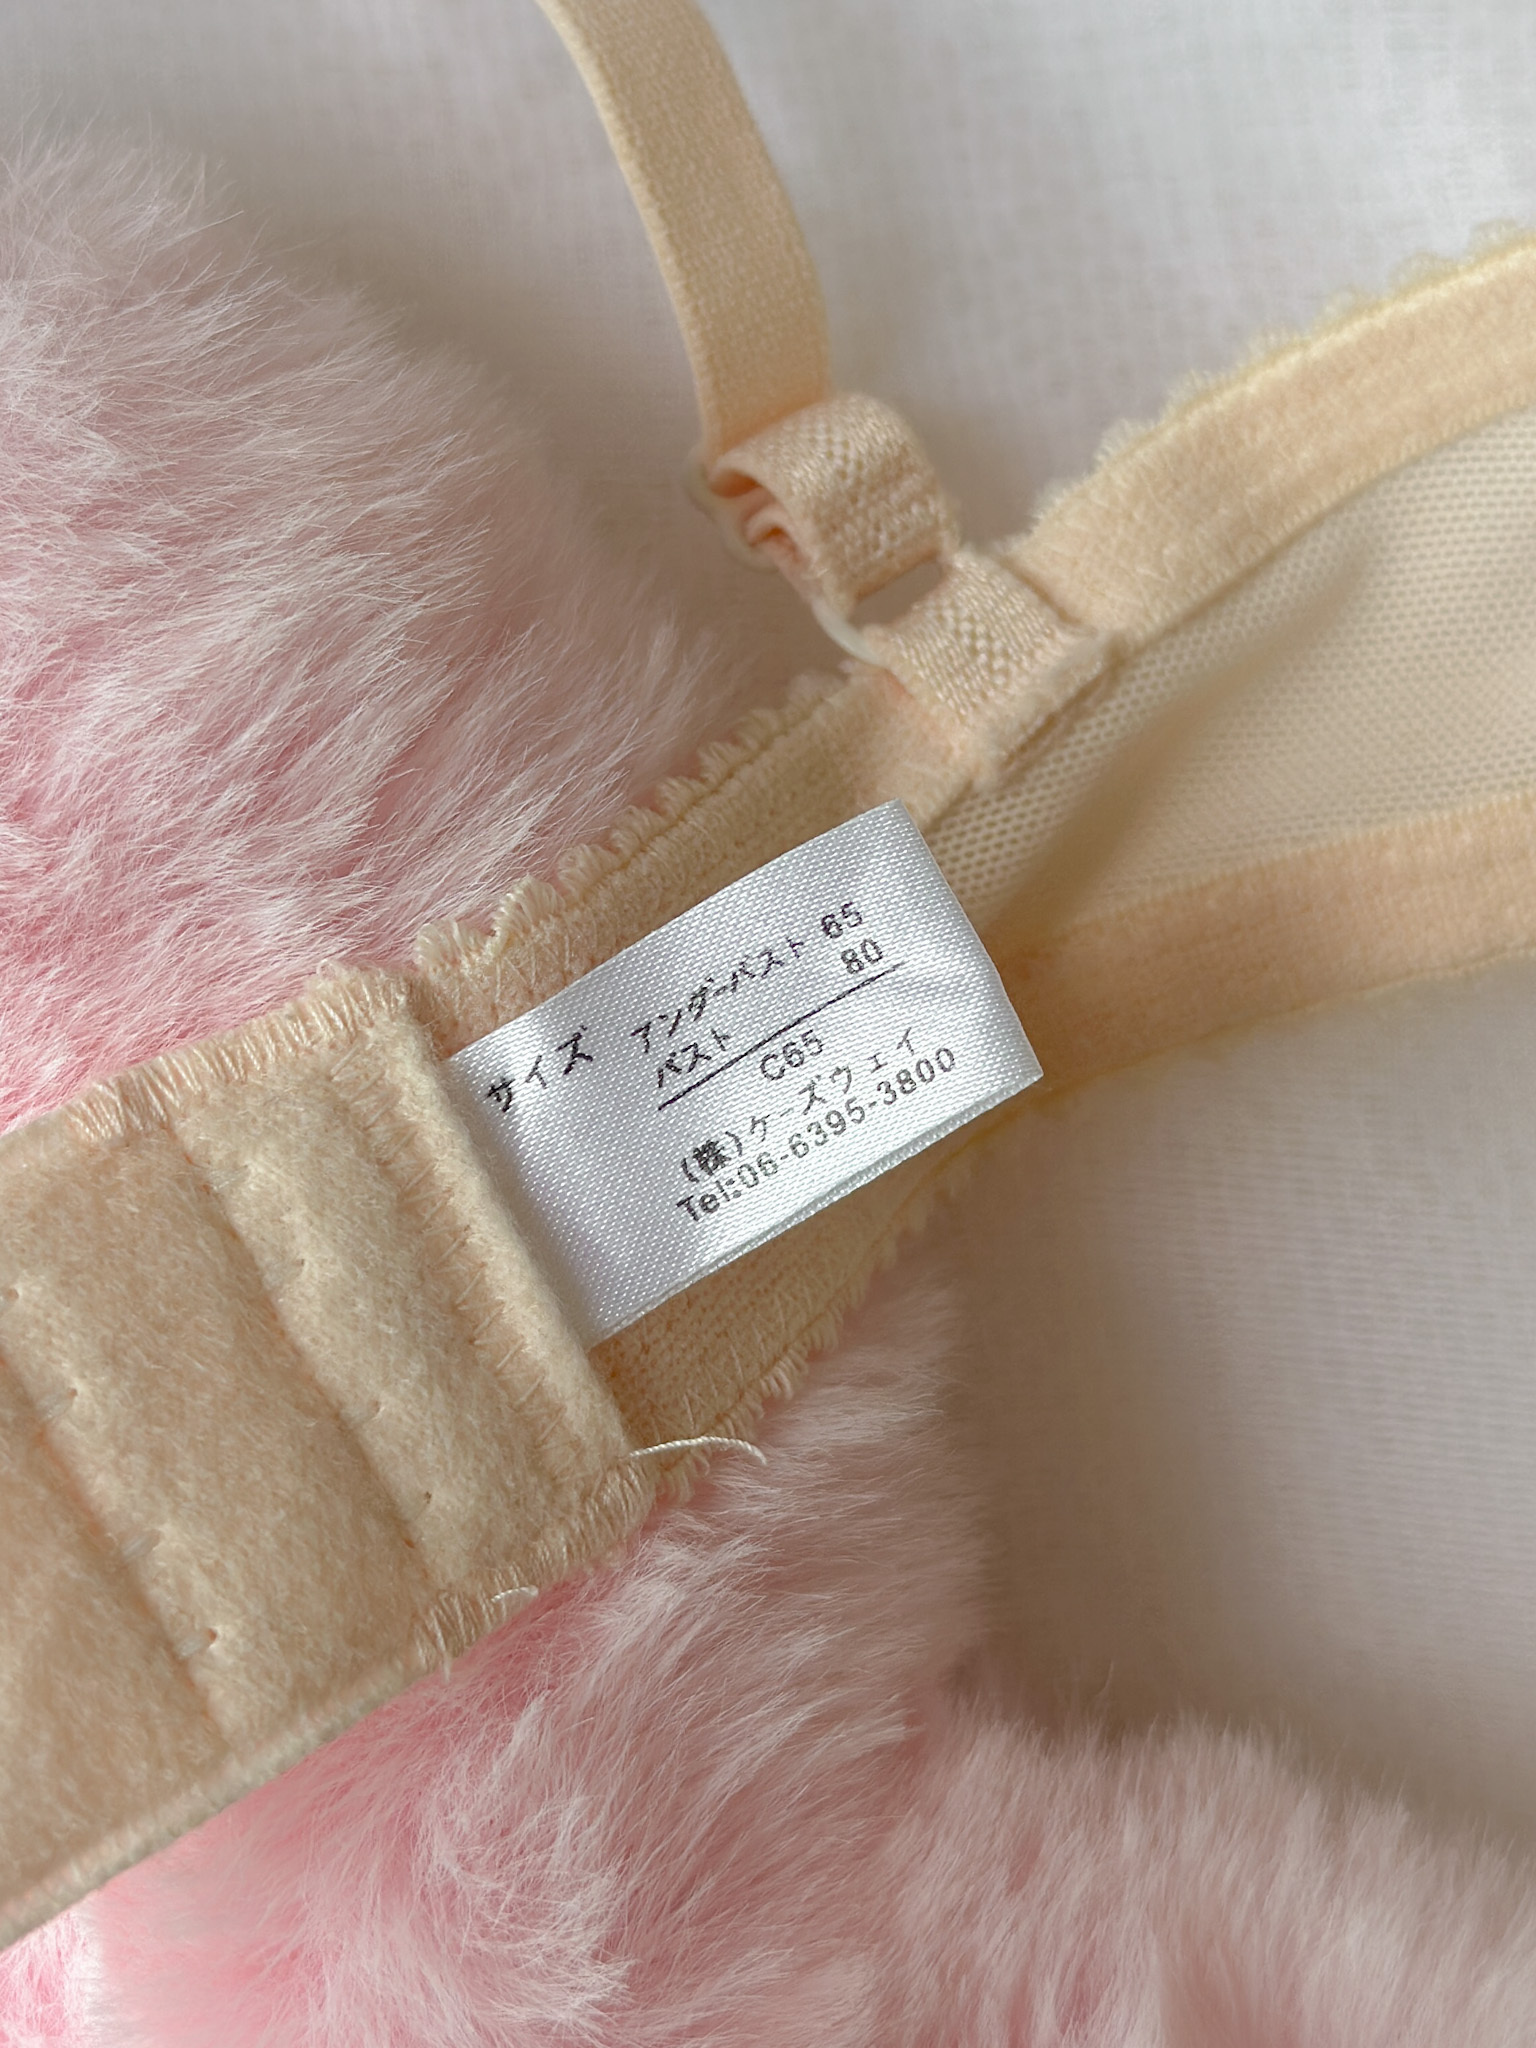 サイズ アンダーバスト 65
バスト 80
C65
(株)ケーズウェイ
Tel:06-6395-3800